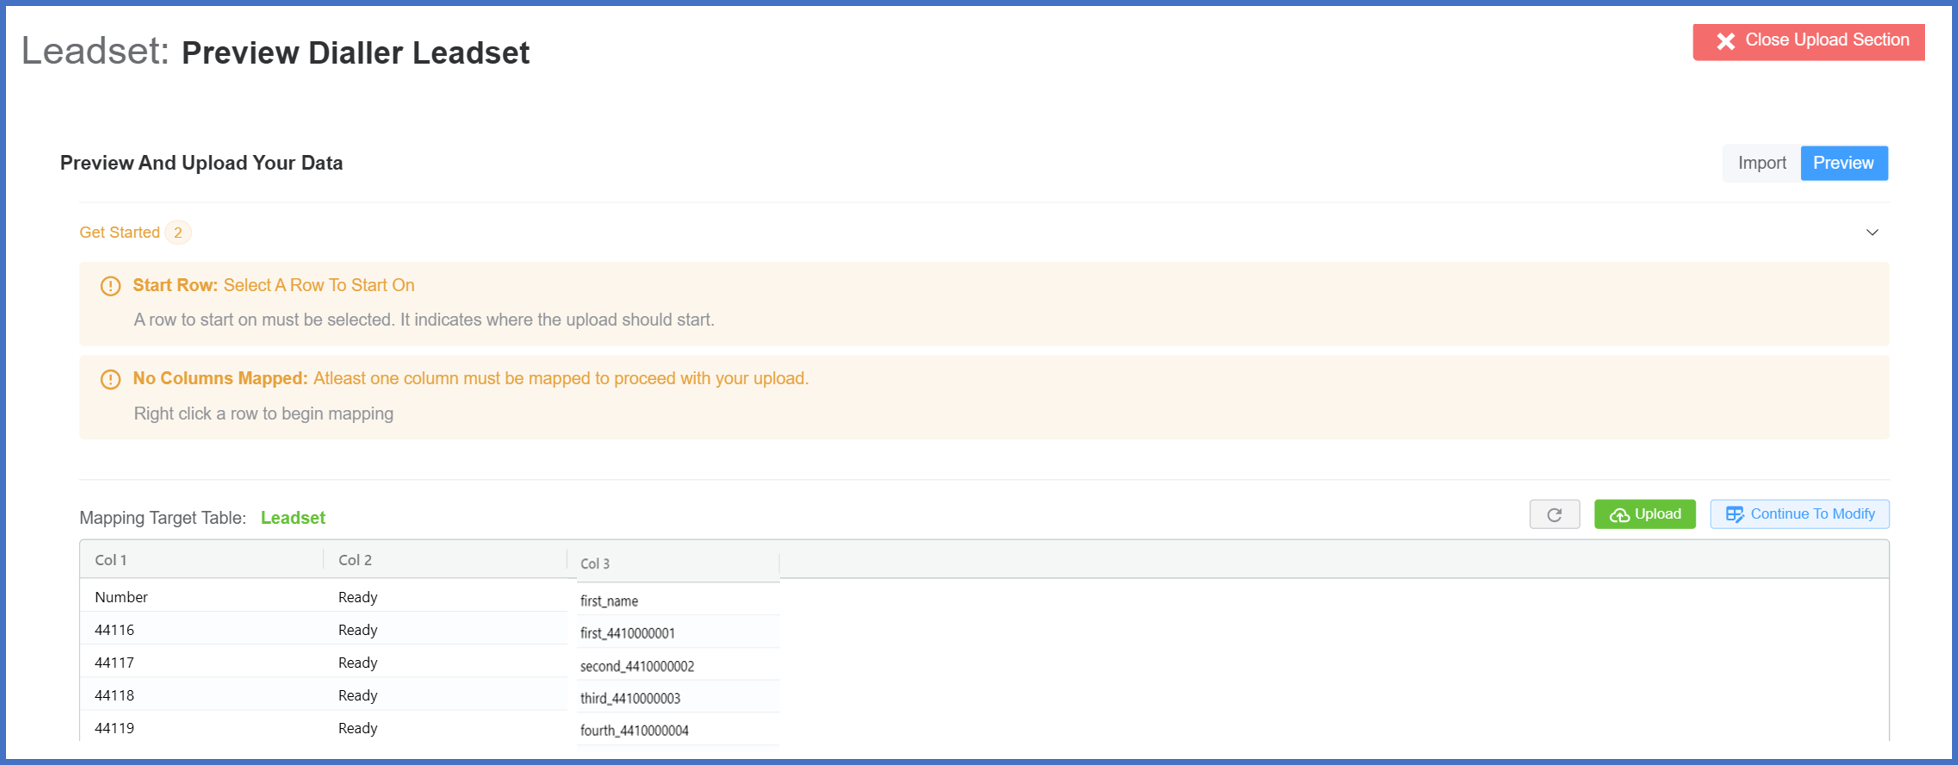 Leadset: Preview Dialler Leadset
Close Upload Section
Preview And Upload Your Data
Import Preview
Get Started 2
Start Row: Select A Row To Start On
A row to start on must be selected. It indicates where the upload should start.
No Columns Mapped: Atleast one column must be mapped to proceed with your upload.
Right click a row to begin mapping
Mapping Target Table: Leadset
Upload Continue To Modify
Col 1 Col 2 Col 3
Number Ready first_name
44116 Ready first_4410000001
44117 Ready second_4410000002
44118 Ready third_4410000003
44119 Ready fourth_4410000004